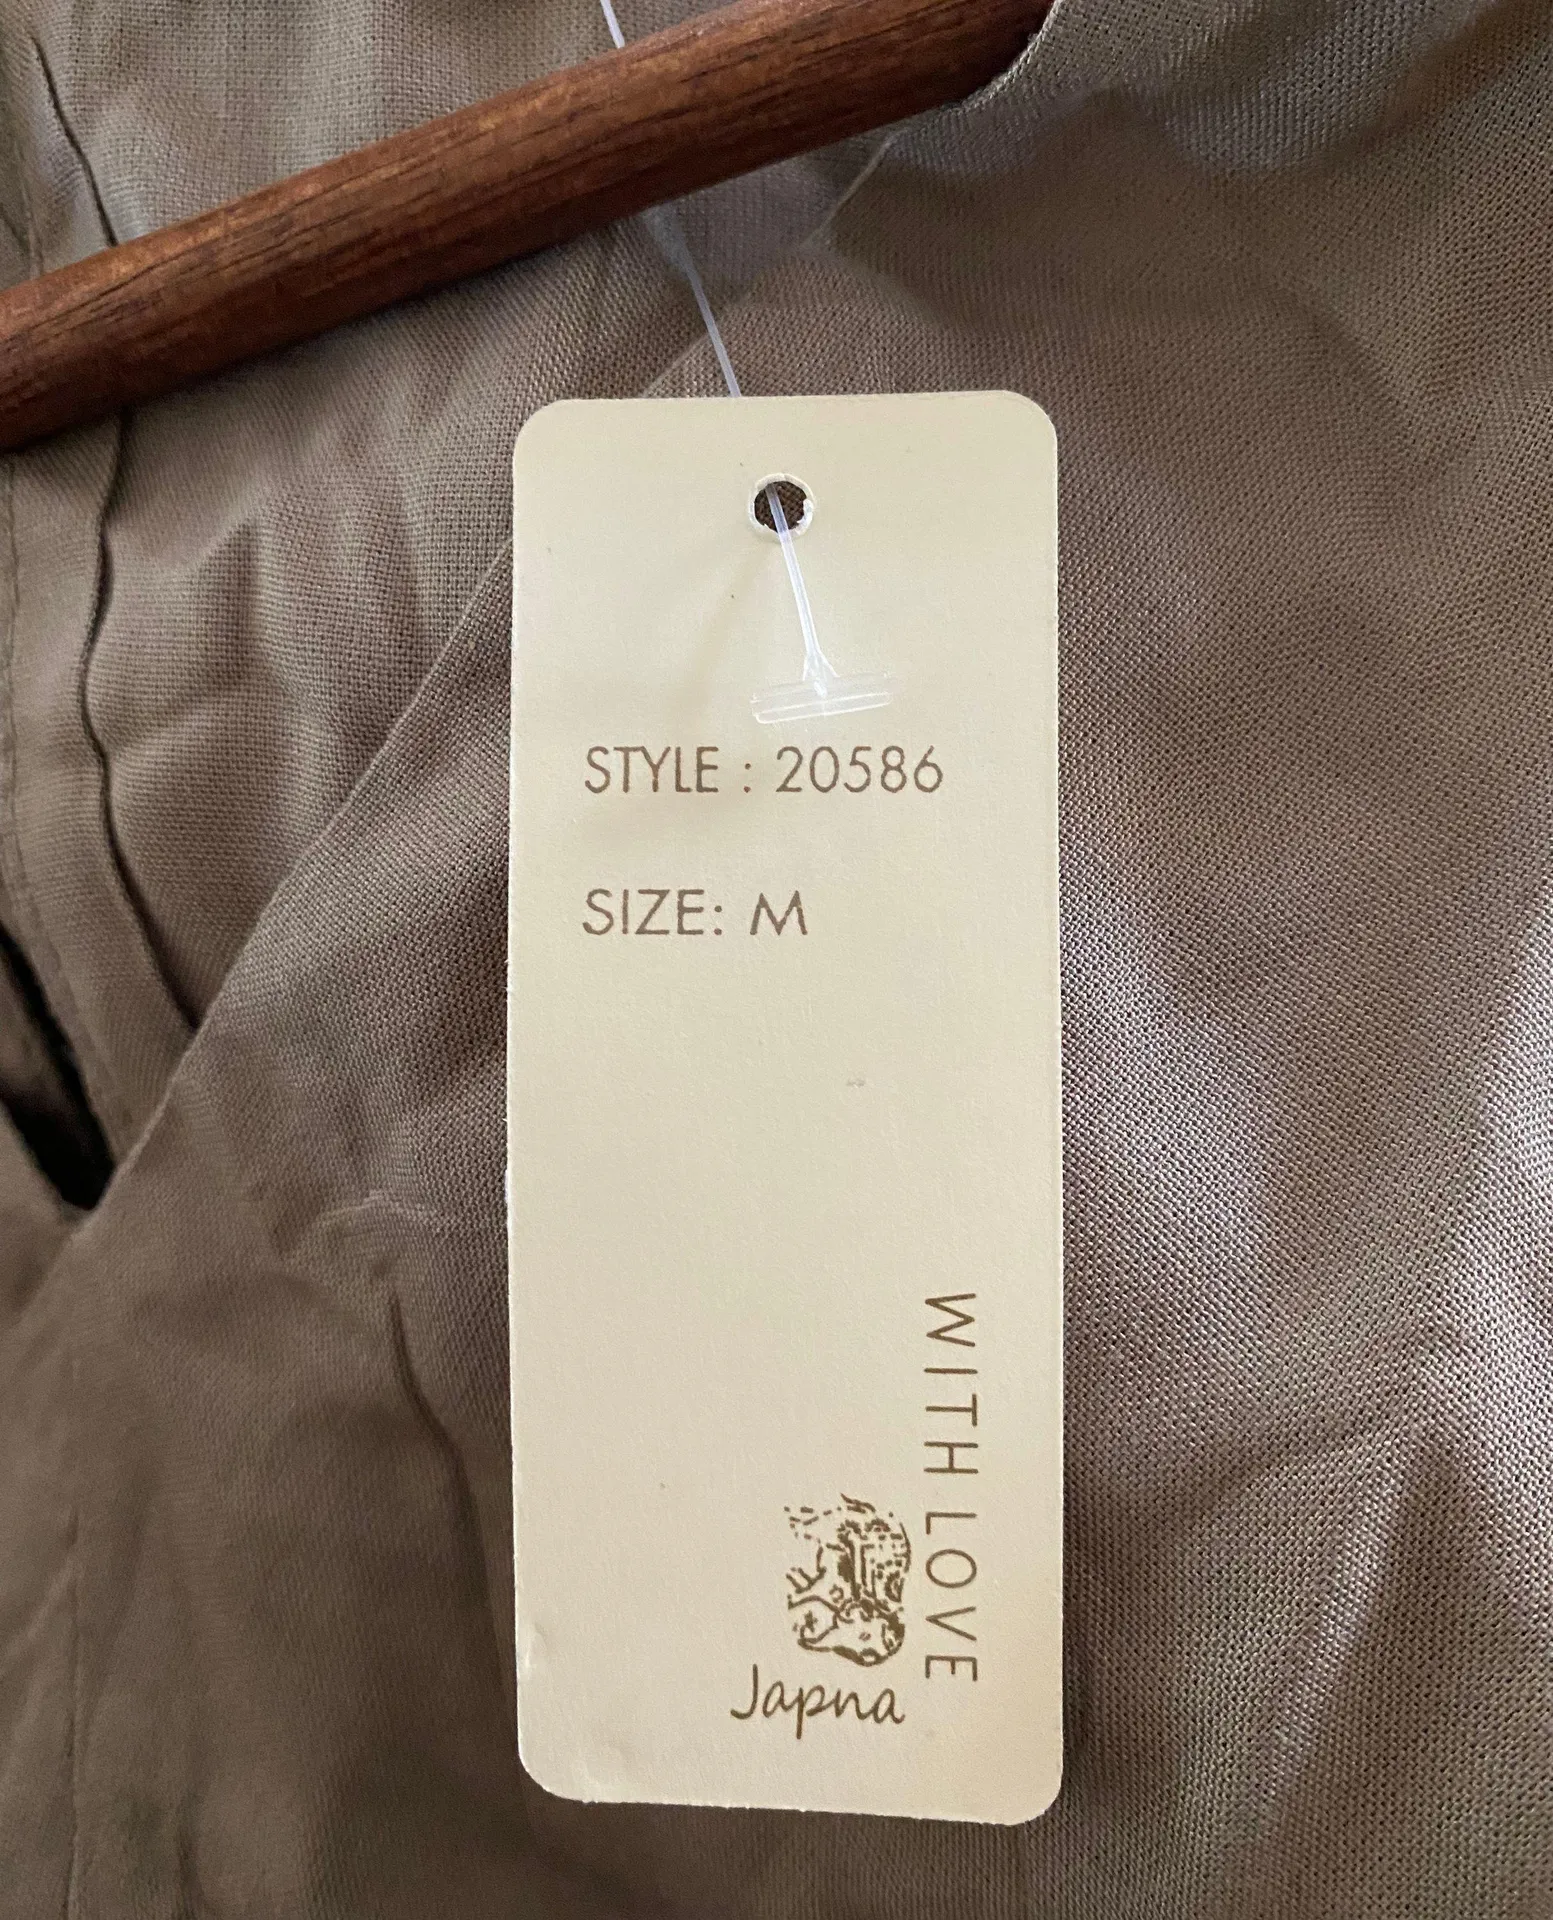 STYLE : 20586
SIZE: M
WITH LOVE
Japna